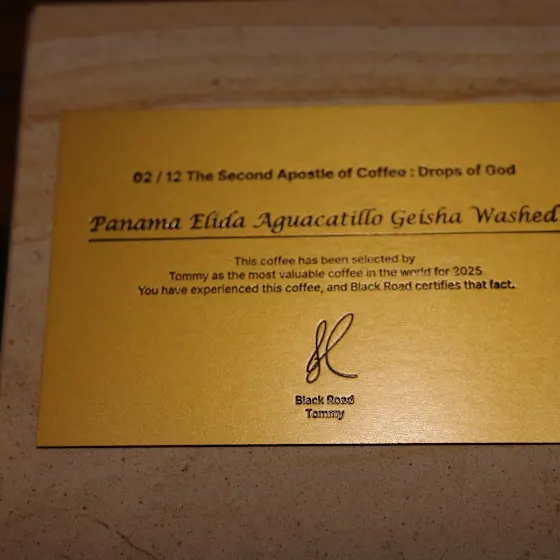 02 / 12 The Second Apostle of Coffee : Drops of God
Panama Elida Aguacatillo Geisha Washed
This coffee has been selected by
Tommy as the most valuable coffee in the world for 2025
You have experienced this coffee, and Black Road certifies that fact.
Black Road
Tommy